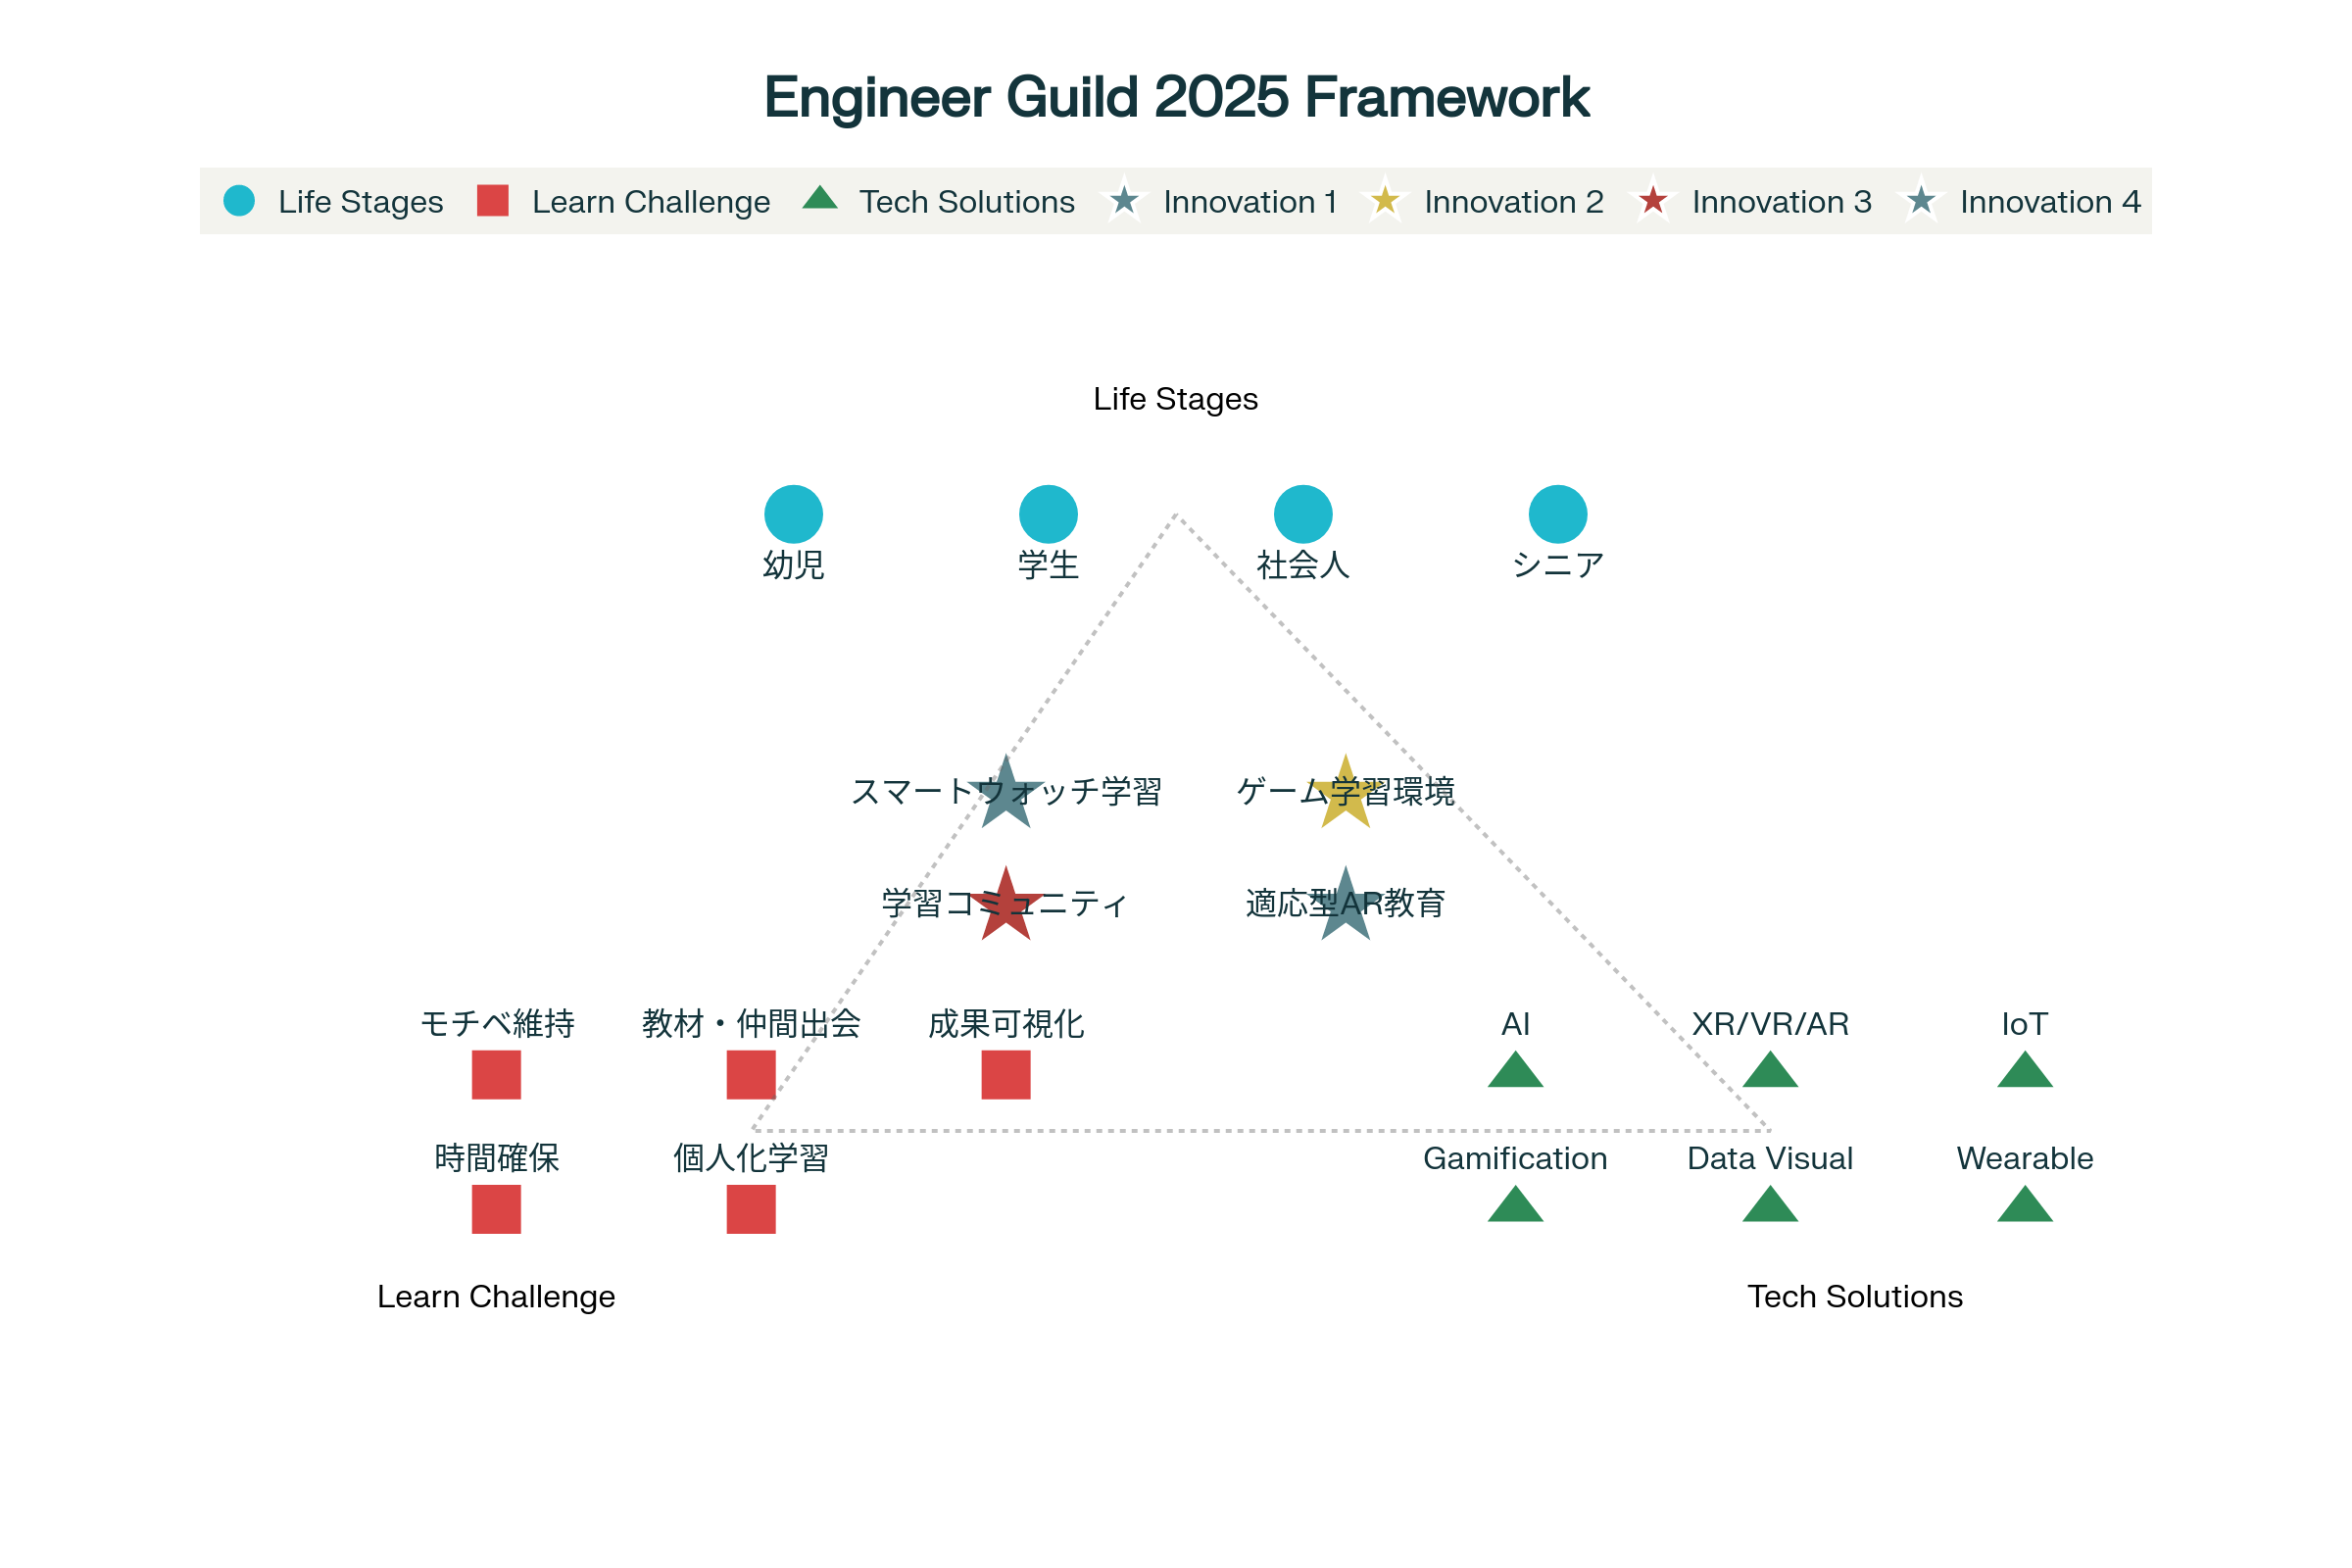 Engineer Guild 2025 Framework
Life Stages
Learn Challenge
Tech Solutions
Innovation 1
Innovation 2
Innovation 3
Innovation 4
Life Stages
幼児
学生
社会人
シニア
スマートウォッチ学習
ゲーム学習環境
学習コミュニティ
適応型AR教育
モチベ維持
教材・仲間出会
成果可視化
AI
XR/VR/AR
IoT
時間確保
個人化学習
Gamification
Data Visual
Wearable
Learn Challenge
Tech Solutions